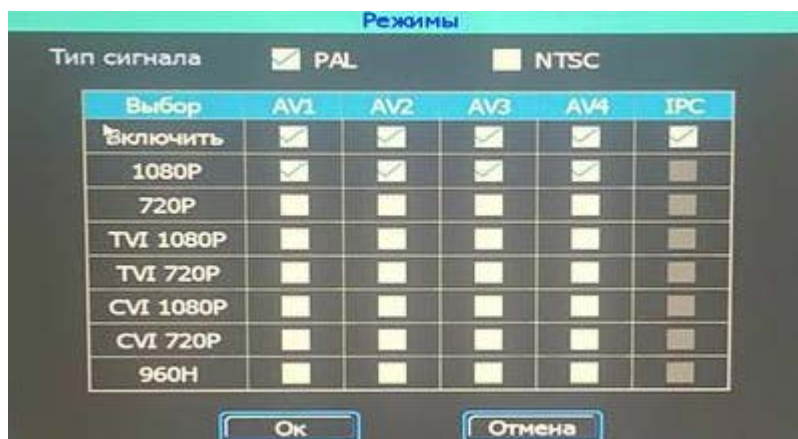 Режимы
Тип сигнала PAL NTSC
Выбор AV1 AV2 AV3 AV4 IPC
Включить
1080P
720P
TVI 1080P
TVI 720P
CVI 1080P
CVI 720P
960H
Ок Отмена